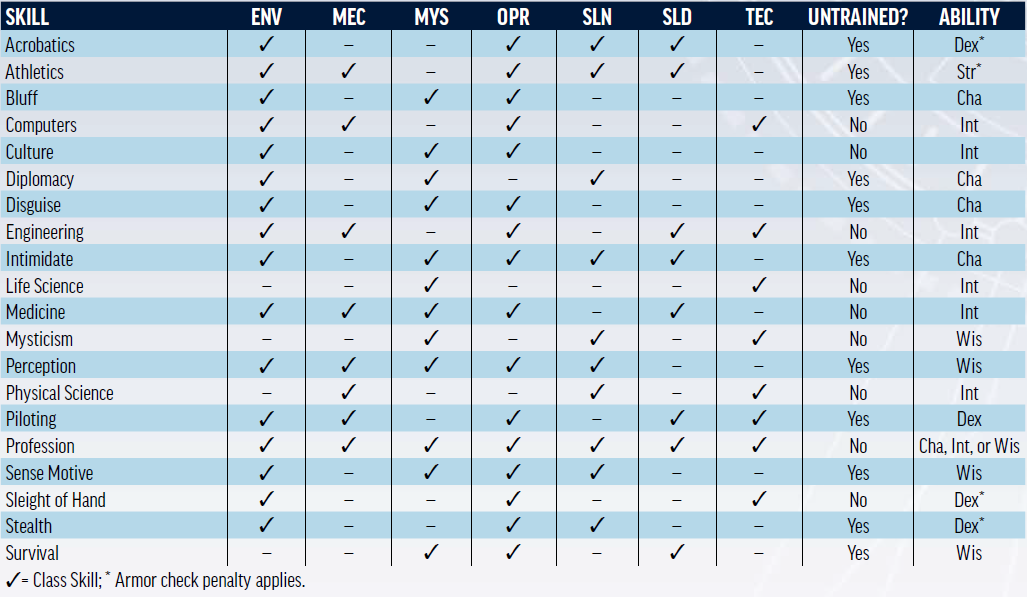 SKILL ENV MEC MYS OPR SLN SLD TEC UNTRAINED? ABILITY
Acrobatics ✓ – – ✓ ✓ ✓ – Yes Dex*
Athletics ✓ ✓ – ✓ ✓ ✓ – Yes Str*
Bluff ✓ – ✓ ✓ – – – Yes Cha
Computers ✓ ✓ – ✓ – – ✓ No Int
Culture ✓ – ✓ ✓ – – – No Int
Diplomacy ✓ – ✓ – ✓ – – Yes Cha
Disguise ✓ – ✓ ✓ – – – Yes Cha
Engineering ✓ ✓ – ✓ – ✓ ✓ No Int
Intimidate ✓ – ✓ ✓ ✓ ✓ – Yes Cha
Life Science – – ✓ – – – ✓ No Int
Medicine ✓ ✓ ✓ ✓ – ✓ – No Int
Mysticism – – ✓ – ✓ – ✓ No Wis
Perception ✓ ✓ ✓ ✓ ✓ – – Yes Wis
Physical Science – ✓ – – ✓ – ✓ No Int
Piloting ✓ ✓ – ✓ – ✓ ✓ Yes Dex
Profession ✓ ✓ ✓ ✓ ✓ ✓ ✓ No Cha, Int, or Wis
Sense Motive ✓ – ✓ ✓ ✓ – – Yes Wis
Sleight of Hand ✓ – – ✓ – – ✓ No Dex*
Stealth ✓ – – ✓ ✓ – – Yes Dex*
Survival – – ✓ ✓ – ✓ – Yes Wis
✓= Class Skill; * Armor check penalty applies.